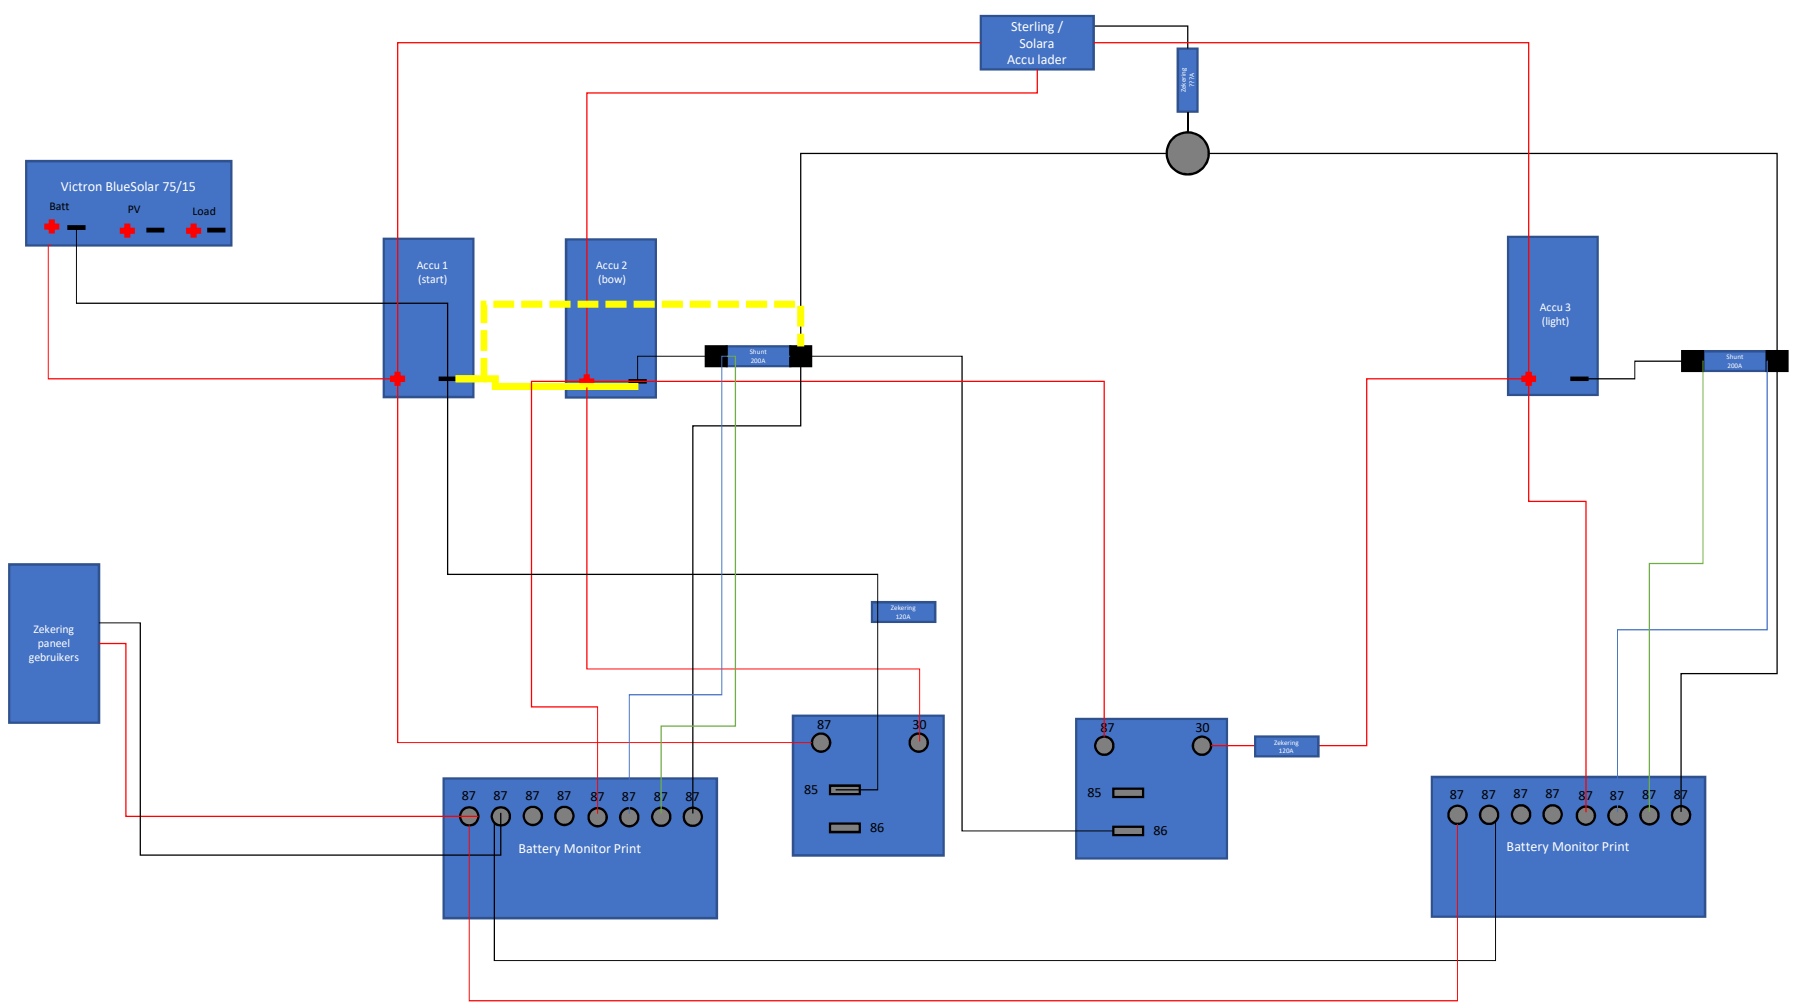 Sterling /
Solara
Accu lader
Zekering
???A
Victron BlueSolar 75/15
Batt
PV
Load
Accu 1
(start)
Accu 2
(bow)
Shunt
200A
Accu 3
(light)
Shunt
200A
Zekering
paneel
gebruikers
Zekering
120A
87 30
85
86
87 30
85
86
Zekering
120A
87 87 87 87 87 87 87 87
Battery Monitor Print
87 87 87 87 87 87 87 87
Battery Monitor Print